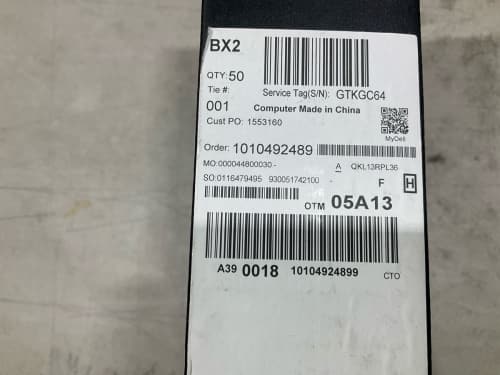 BX2
QTY: 50
Tie #:
001
Service Tag(S/N): GTKGC64
Computer Made in China
Cust PO: 1553160
MyDell
Order: 1010492489
MO:000044800030 - A QKL13RPL36
SO:0116479495 930051742100 - F H
OTM 05A13
A39 0018 10104924899 CTO